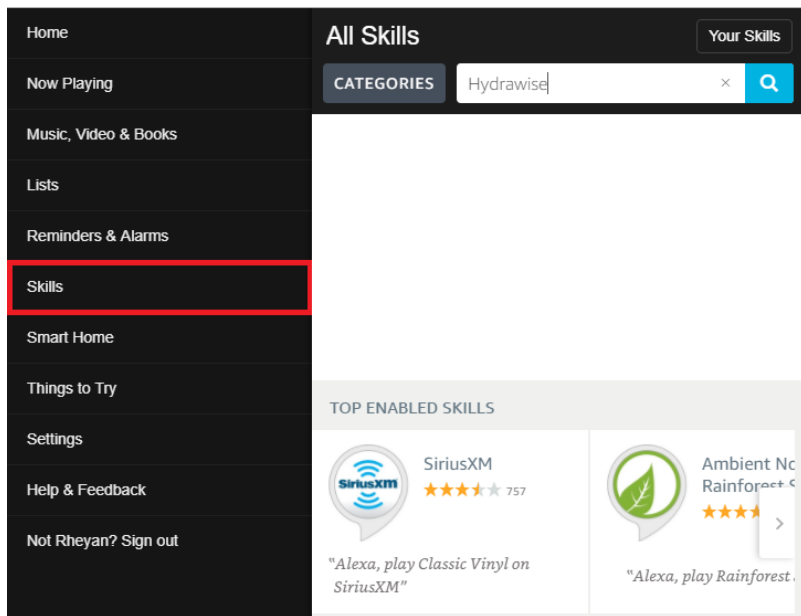 Home
Now Playing
Music, Video & Books
Lists
Reminders & Alarms
Skills
Smart Home
Things to Try
Settings
Help & Feedback
Not Rheyan? Sign out
All Skills
Your Skills
CATEGORIES
Hydrawise
TOP ENABLED SKILLS
SiriusXM
SiriusXM
757
"Alexa, play Classic Vinyl on
SiriusXM"
Ambient
Rainforest
"Alexa, play Rainforest